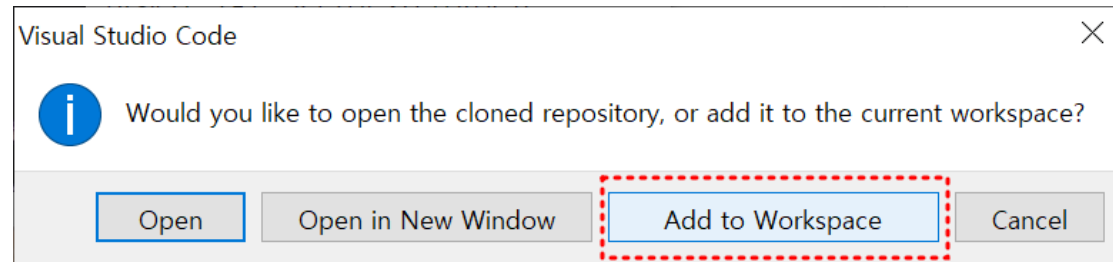 Visual Studio Code
Would you like to open the cloned repository, or add it to the current workspace?
Open
Open in New Window
Add to Workspace
Cancel